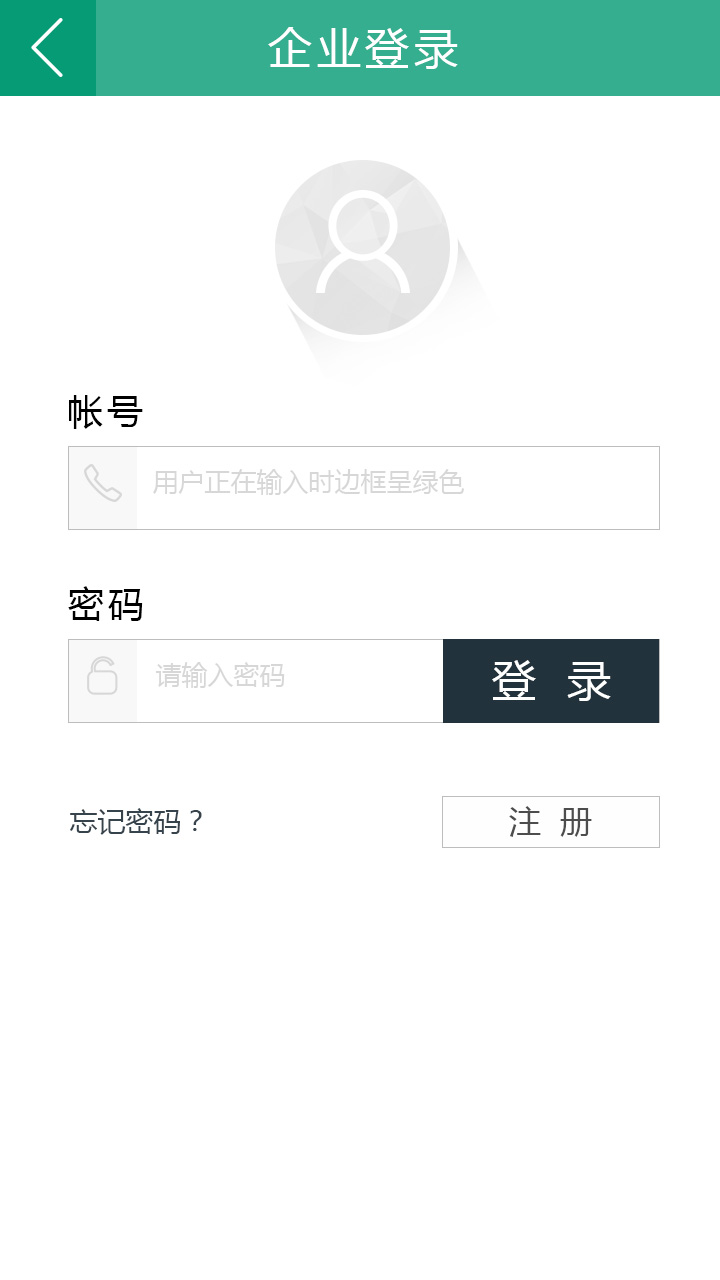 企业登录
帐号
用户正在输入时边框呈绿色
密码
请输入密码
登 录
忘记密码？
注 册